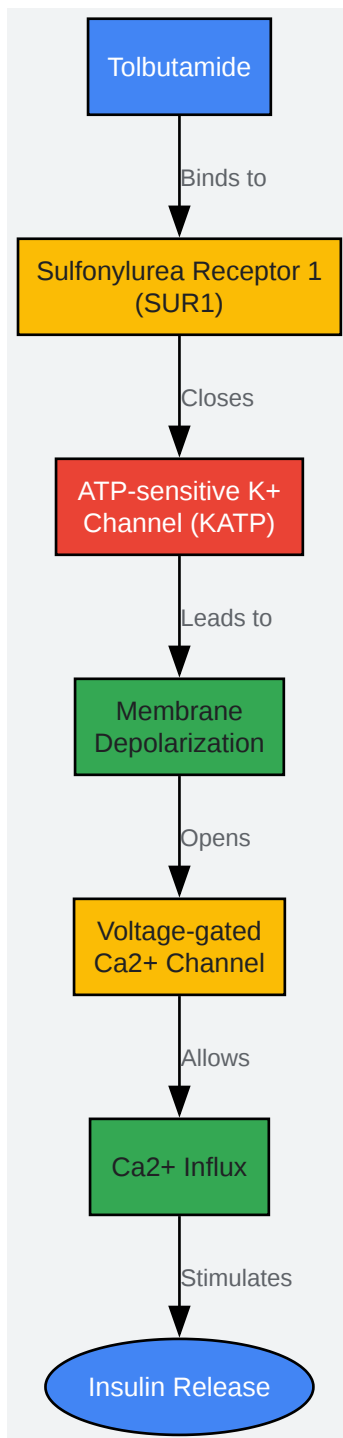 Tolbutamide
Binds to
Sulfonylurea Receptor 1
(SUR1)
Closes
ATP-sensitive K+
Channel (KATP)
Leads to
Membrane
Depolarization
Opens
Voltage-gated
Ca2+ Channel
Allows
Ca2+ Influx
Stimulates
Insulin Release